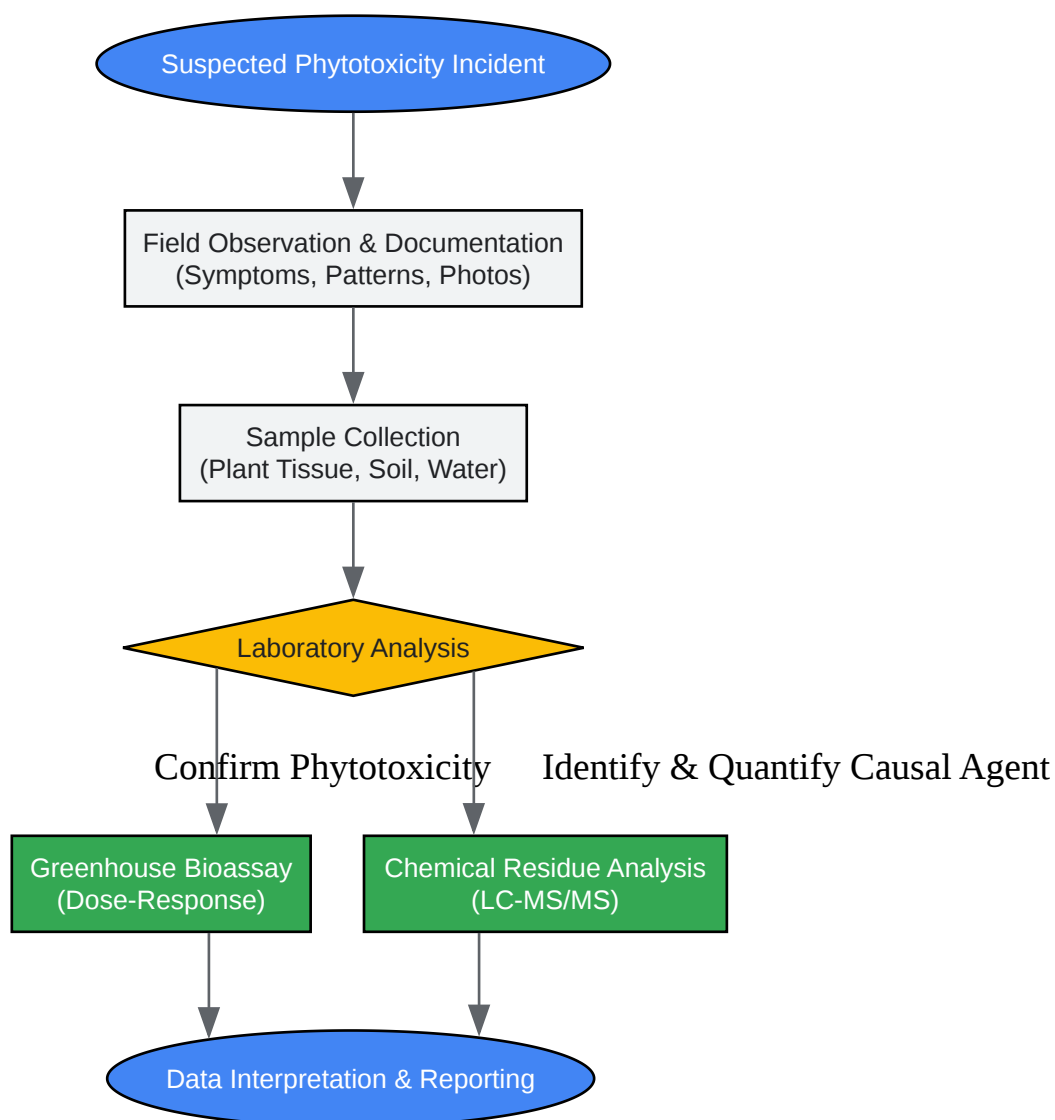 Suspected Phytotoxicity Incident
Field Observation & Documentation
(Symptoms, Patterns, Photos)
Sample Collection
(Plant Tissue, Soil, Water)
Laboratory Analysis
Confirm Phytotoxicity
Identify & Quantify Causal Agent
Greenhouse Bioassay
(Dose-Response)
Chemical Residue Analysis
(LC-MS/MS)
Data Interpretation & Reporting